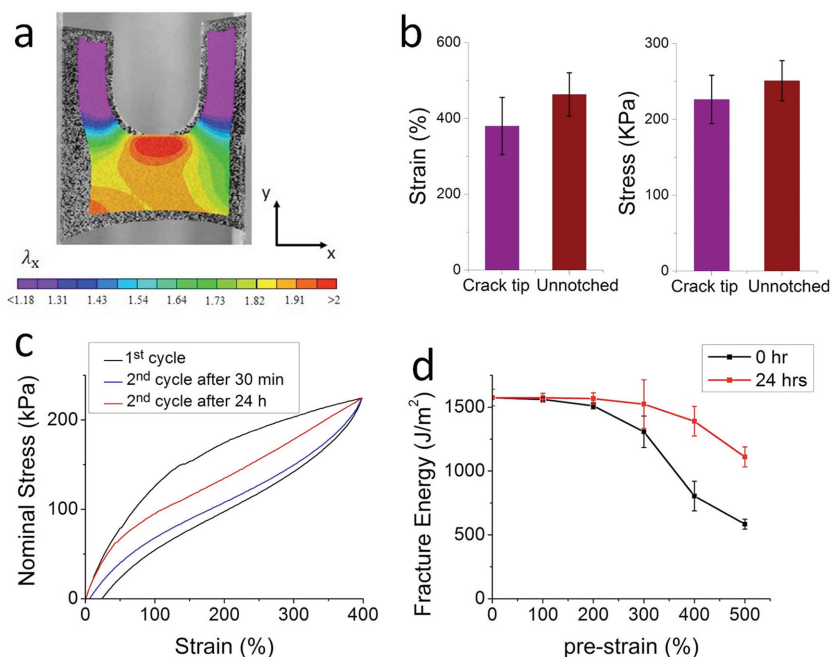 a
y
x
λx
<1.18 1.31 1.43 1.54 1.64 1.73 1.82 1.91 >2
b
Strain (%)
600
400
200
0
Crack tip Unnotched
Stress (KPa)
300
200
100
0
Crack tip Unnotched
c
1st cycle
2nd cycle after 30 min
2nd cycle after 24 h
Nominal Stress (kPa)
200
100
0
0 100 200 300 400
Strain (%)
d
0 hr
24 hrs
Fracture Energy (J/m²)
1500
1000
500
0
0 100 200 300 400 500
pre-strain (%)